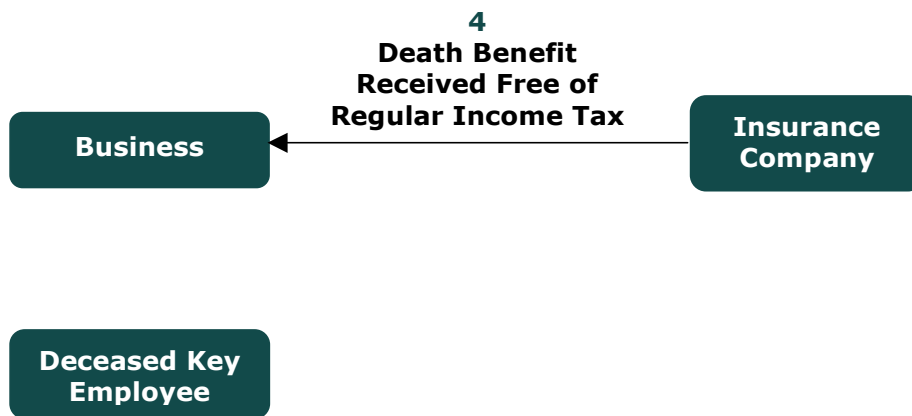 4
Death Benefit
Received Free of
Regular Income Tax
Business
Insurance
Company
Deceased Key
Employee